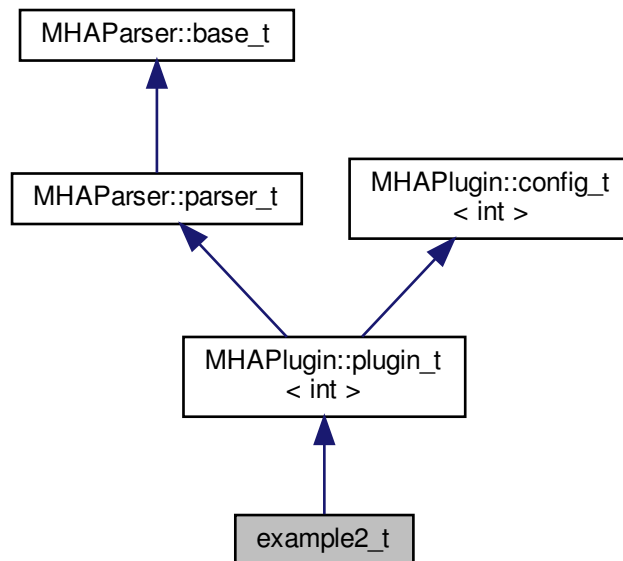 MHAParser::base_t
MHAParser::parser_t
MHAPlugin::config_t
< int >
MHAPlugin::plugin_t
< int >
example2_t